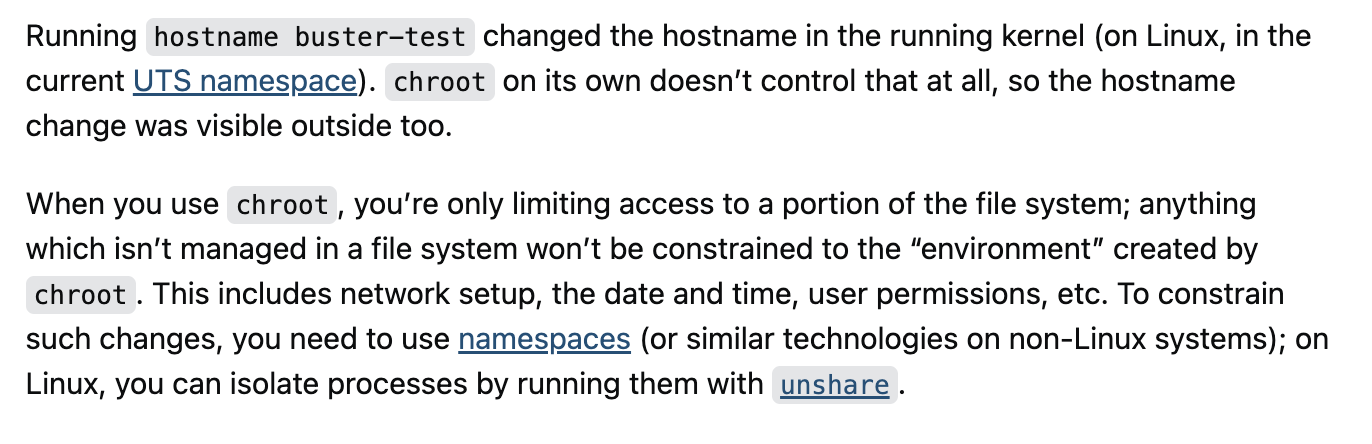 Running hostname buster-test changed the hostname in the running kernel (on Linux, in the
current UTS namespace). chroot on its own doesn’t control that at all, so the hostname
change was visible outside too.
When you use chroot, you’re only limiting access to a portion of the file system; anything
which isn’t managed in a file system won’t be constrained to the “environment” created by
chroot. This includes network setup, the date and time, user permissions, etc. To constrain
such changes, you need to use namespaces (or similar technologies on non-Linux systems); on
Linux, you can isolate processes by running them with unshare.